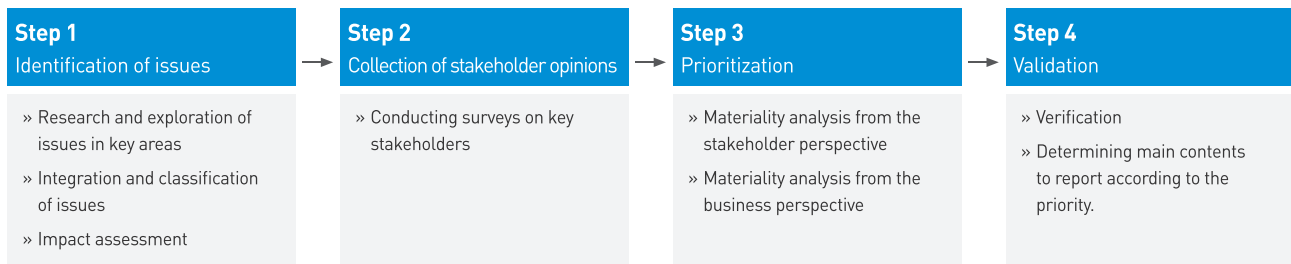 Step 1
Identification of issues
» Research and exploration of
issues in key areas
» Integration and classification
of issues
» Impact assessment
Step 2
Collection of stakeholder opinions
» Conducting surveys on key
stakeholders
Step 3
Prioritization
» Materiality analysis from the
stakeholder perspective
» Materiality analysis from the
business perspective
Step 4
Validation
» Verification
» Determining main contents
to report according to the
priority.